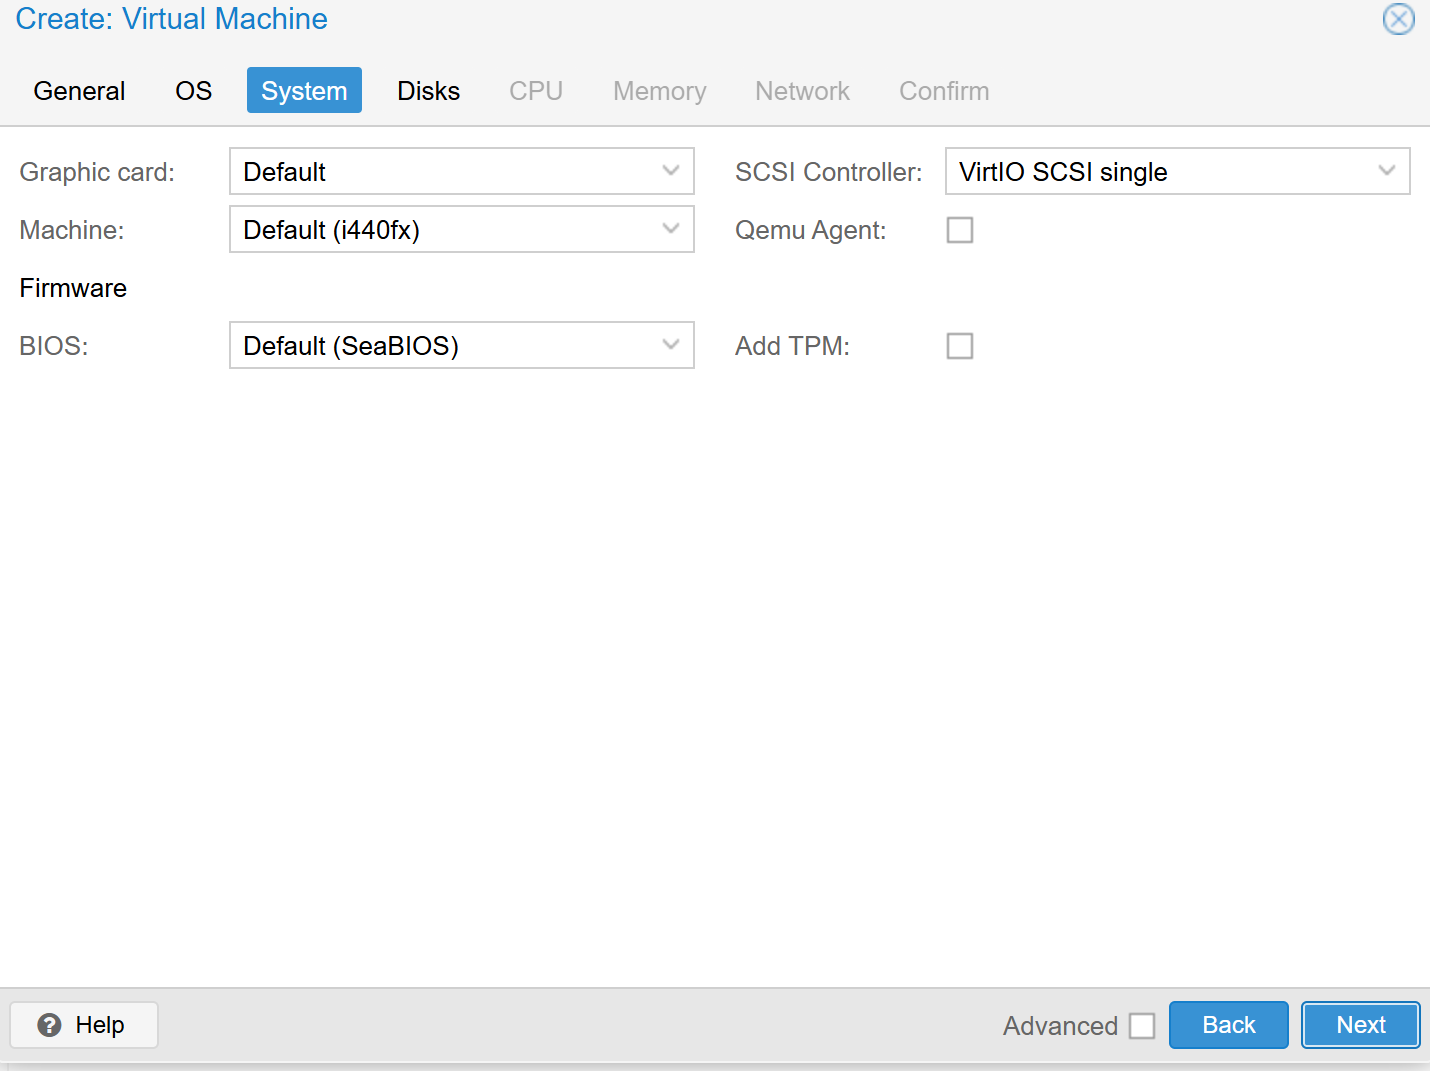 Create: Virtual Machine
General OS System Disks CPU Memory Network Confirm
Graphic card: Default SCSI Controller: VirtIO SCSI single
Machine: Default (i440fx) Qemu Agent:
Firmware
BIOS: Default (SeaBIOS) Add TPM:
Help Advanced Back Next